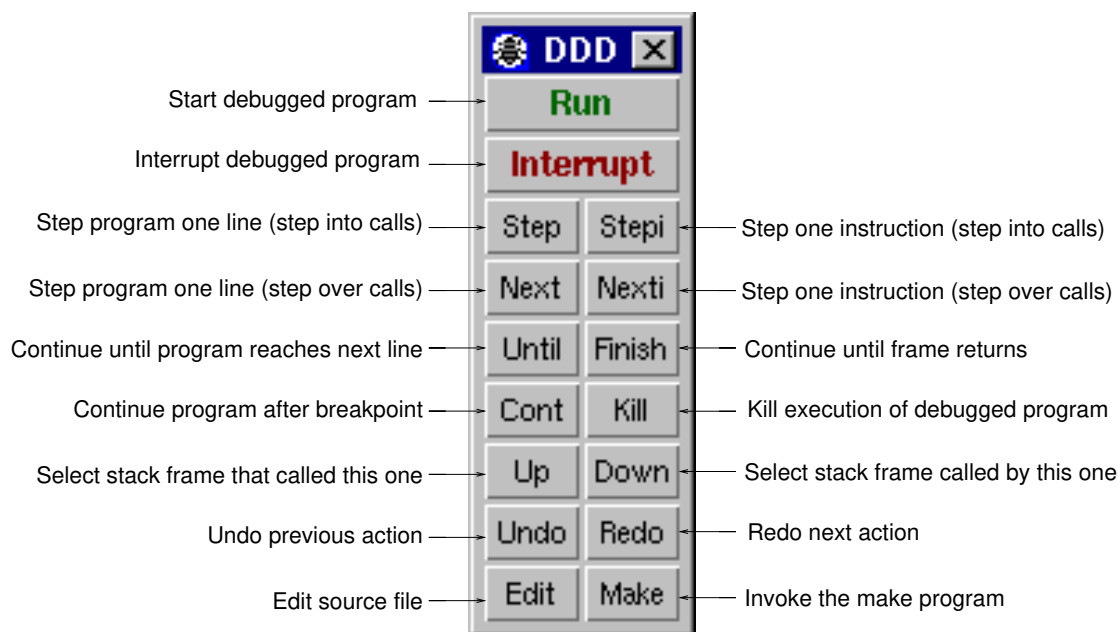 DDD
Start debugged program Run
Interrupt debugged program Interrupt
Step program one line (step into calls) Step Stepi Step one instruction (step into calls)
Step program one line (step over calls) Next Nexti Step one instruction (step over calls)
Continue until program reaches next line Until Finish Continue until frame returns
Continue program after breakpoint Cont Kill Kill execution of debugged program
Select stack frame that called this one Up Down Select stack frame called by this one
Undo previous action Undo Redo Redo next action
Edit source file Edit Make Invoke the make program